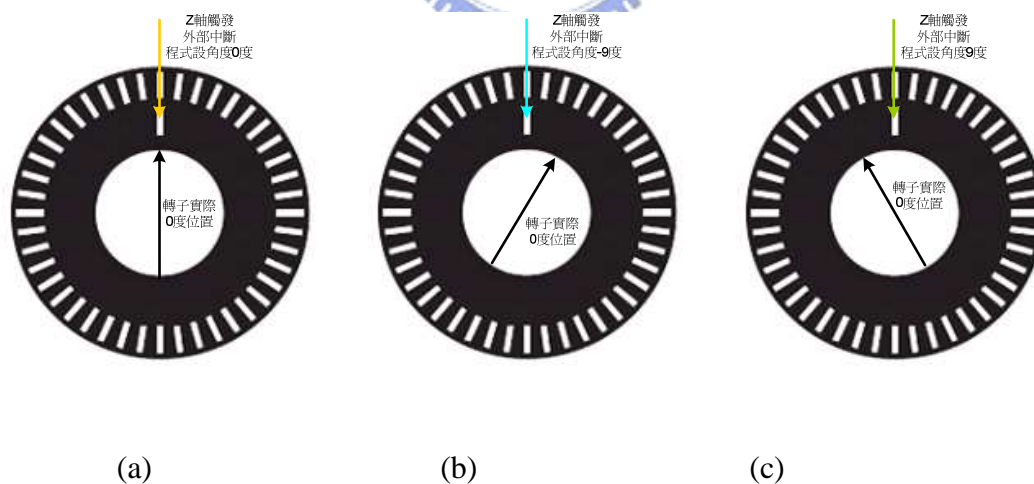 Z軸觸發
外部中斷
程式設角度0度
轉子實際
0度位置
Z軸觸發
外部中斷
程式設角度-9度
轉子實際
0度位置
Z軸觸發
外部中斷
程式設角度9度
轉子實際
0度位置
(a)
(b)
(c)